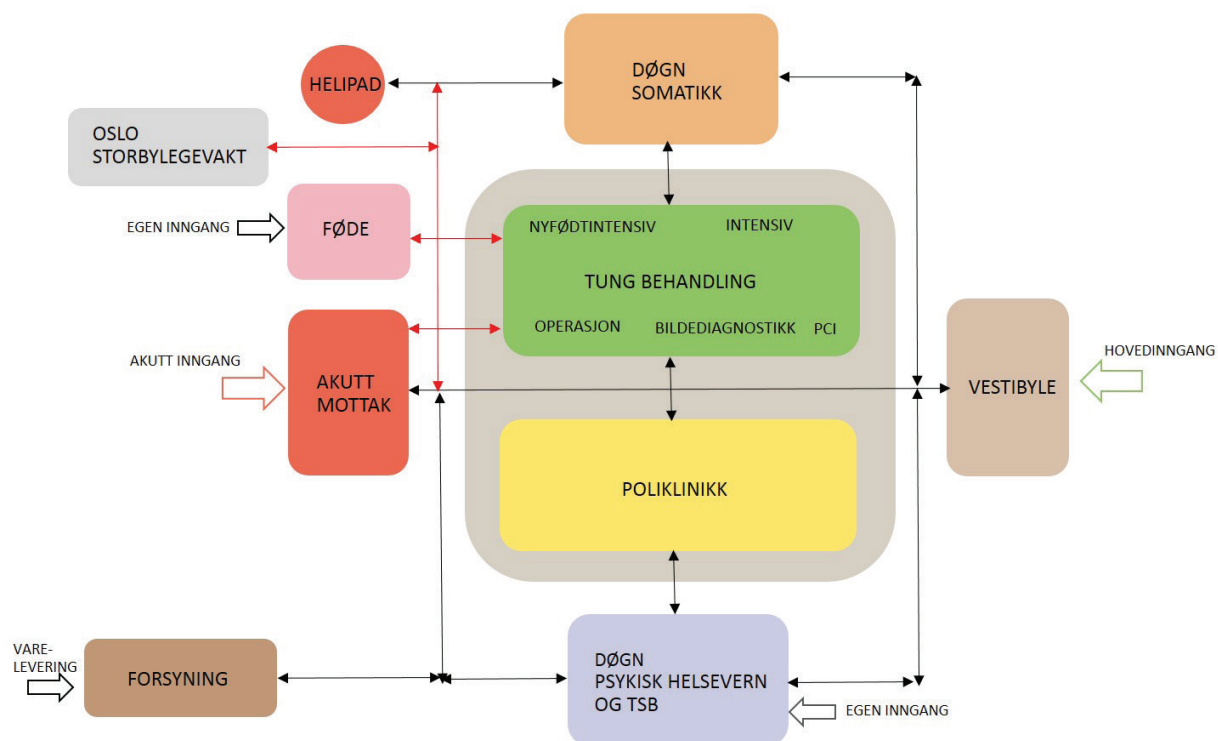 DØGN
SOMATIKK
HELIPAD
OSLO
STORBYLEGEVAKT
EGEN INNGANG
FØDE
NYFØDTINTENSIV
INTENSIV
TUNG BEHANDLING
OPERASJON
BILDEDIAGNOSTIKK
PCI
AKUTT INNGANG
AKUTT
MOTTAK
VESTIBYLE
HOVEDINNGANG
POLIKLINIKK
VARE-
LEVERING
FORSYNING
DØGN
PSYKISK HELSEVERN
OG TSB
EGEN INNGANG